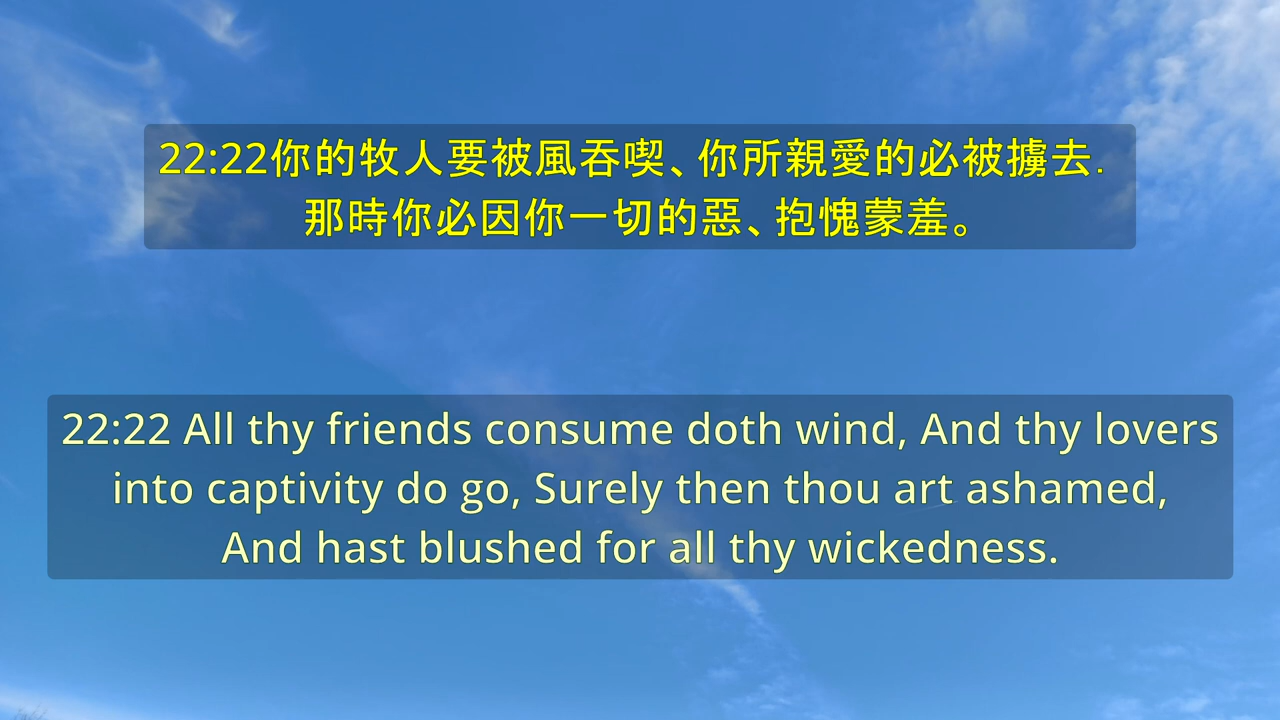 22:22你的牧人要被風吞喫、你所親愛的必被擄去.
那時你必因你一切的惡、抱愧蒙羞。
22:22 All thy friends consume doth wind, And thy lovers
into captivity do go, Surely then thou art ashamed,
And hast blushed for all thy wickedness.